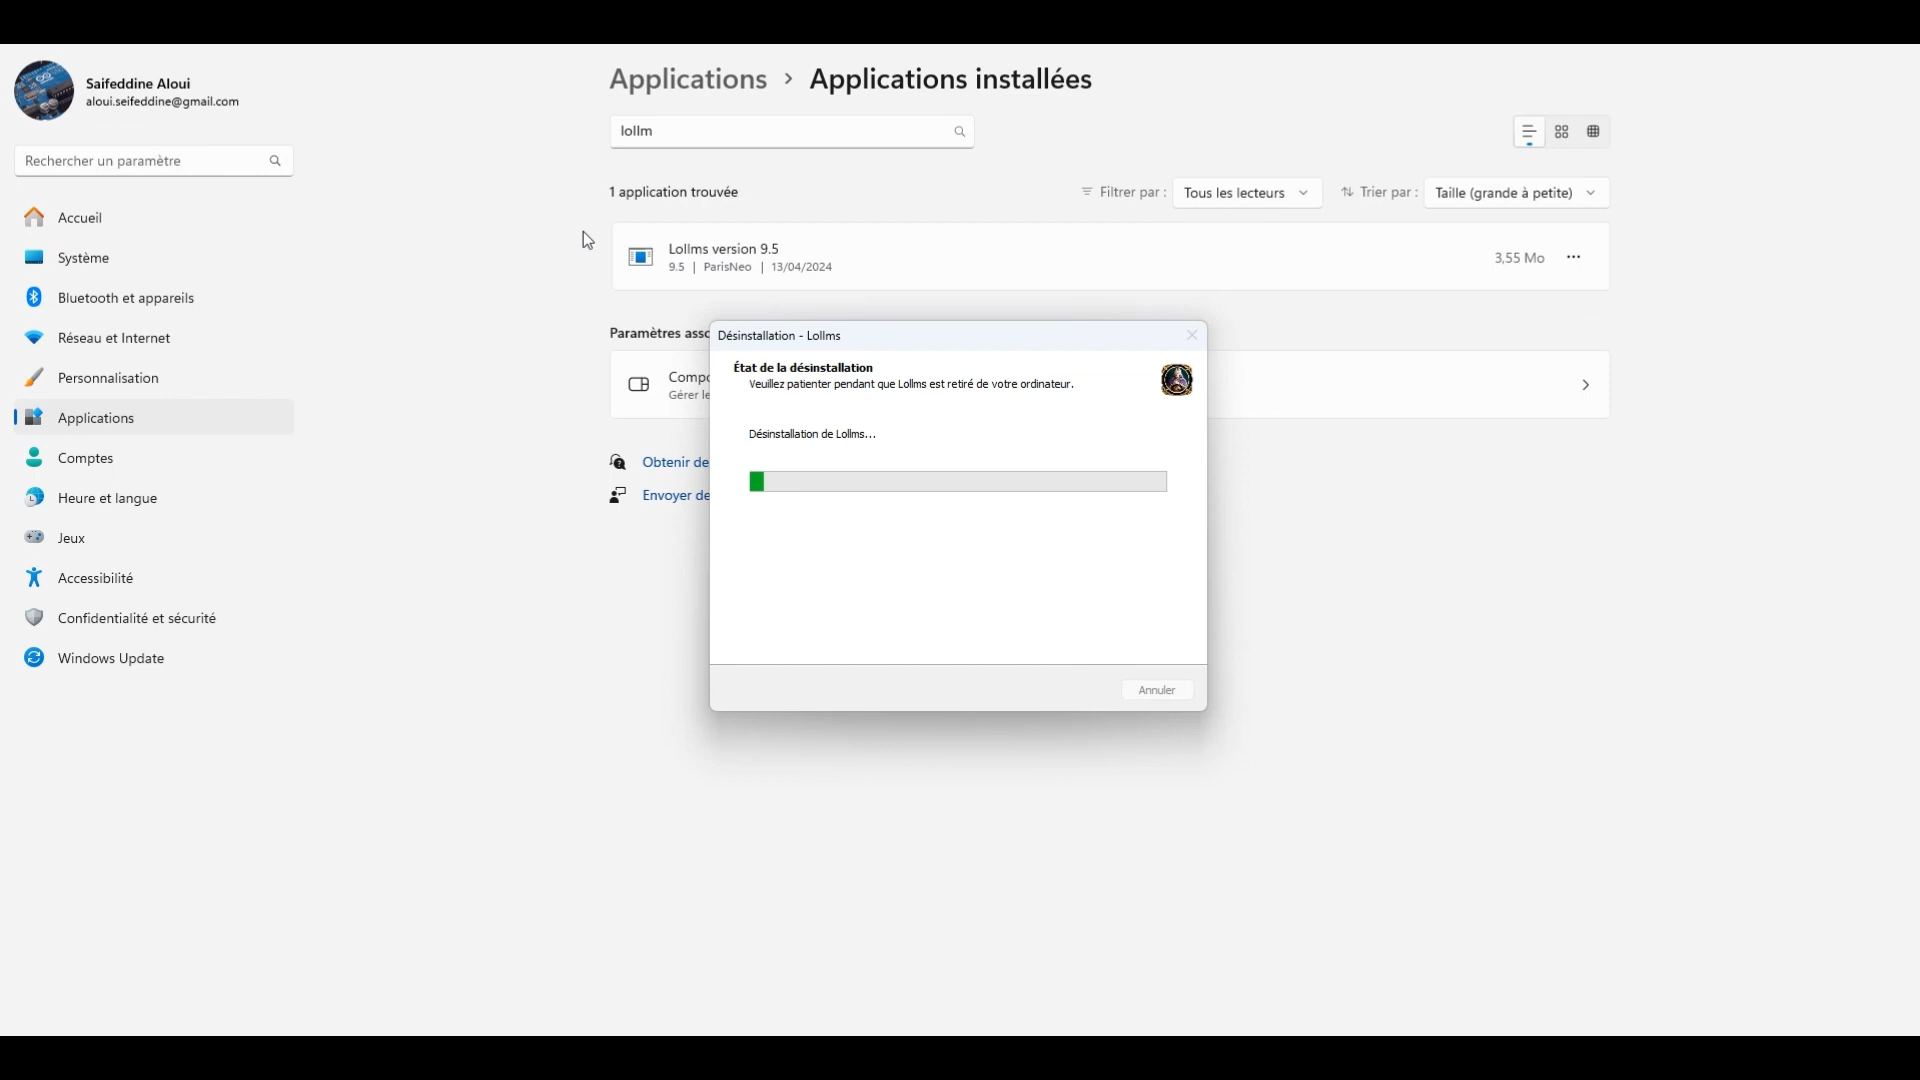 Saifeddine Aloui
aloui.seifeddine@gmail.com
Rechercher un paramètre
Accueil
Système
Bluetooth et appareils
Réseau et Internet
Personnalisation
Applications
Comptes
Heure et langue
Jeux
Accessibilité
Confidentialité et sécurité
Windows Update
Applications > Applications installées
lollm
1 application trouvée
Filtrer par : Tous les lecteurs
Trier par : Taille (grande à petite)
Lollms version 9.5
9.5 | ParisNeo | 13/04/2024
3,55 Mo
Paramètres asso
Compo
Gérer le
Obtenir de
Envoyer de
Désinstallation - Lollms
État de la désinstallation
Veuillez patienter pendant que Lollms est retiré de votre ordinateur.
Désinstallation de Lollms...
Annuler